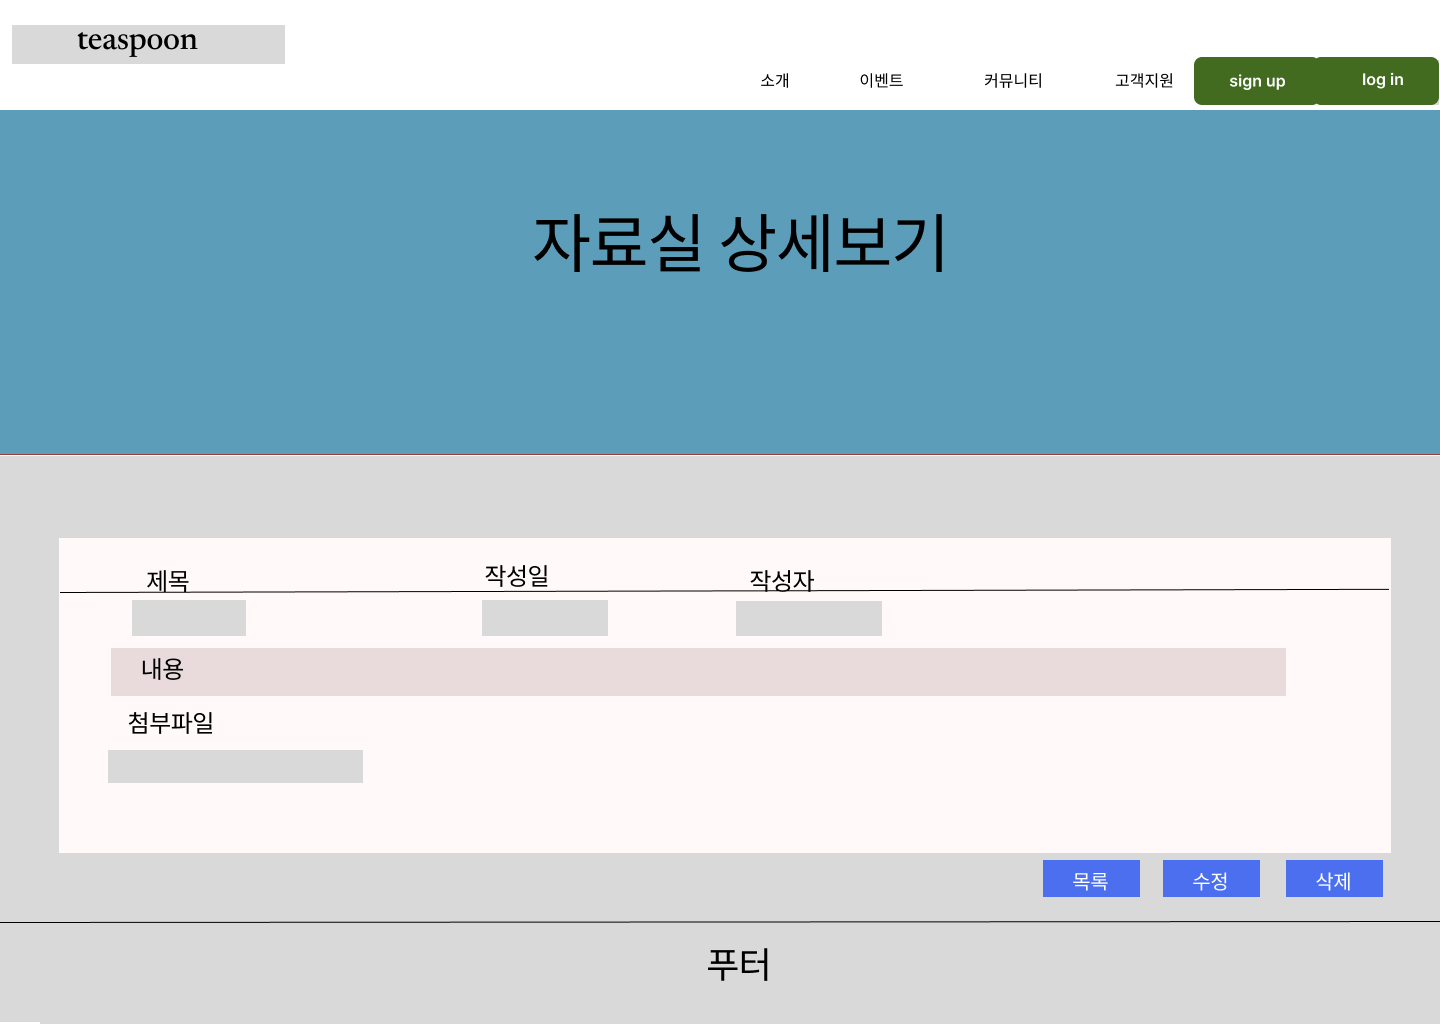 teaspoon
소개 이벤트 커뮤니티 고객지원 sign up log in
자료실 상세보기
제목 작성일 작성자
내용
첨부파일
목록 수정 삭제
푸터